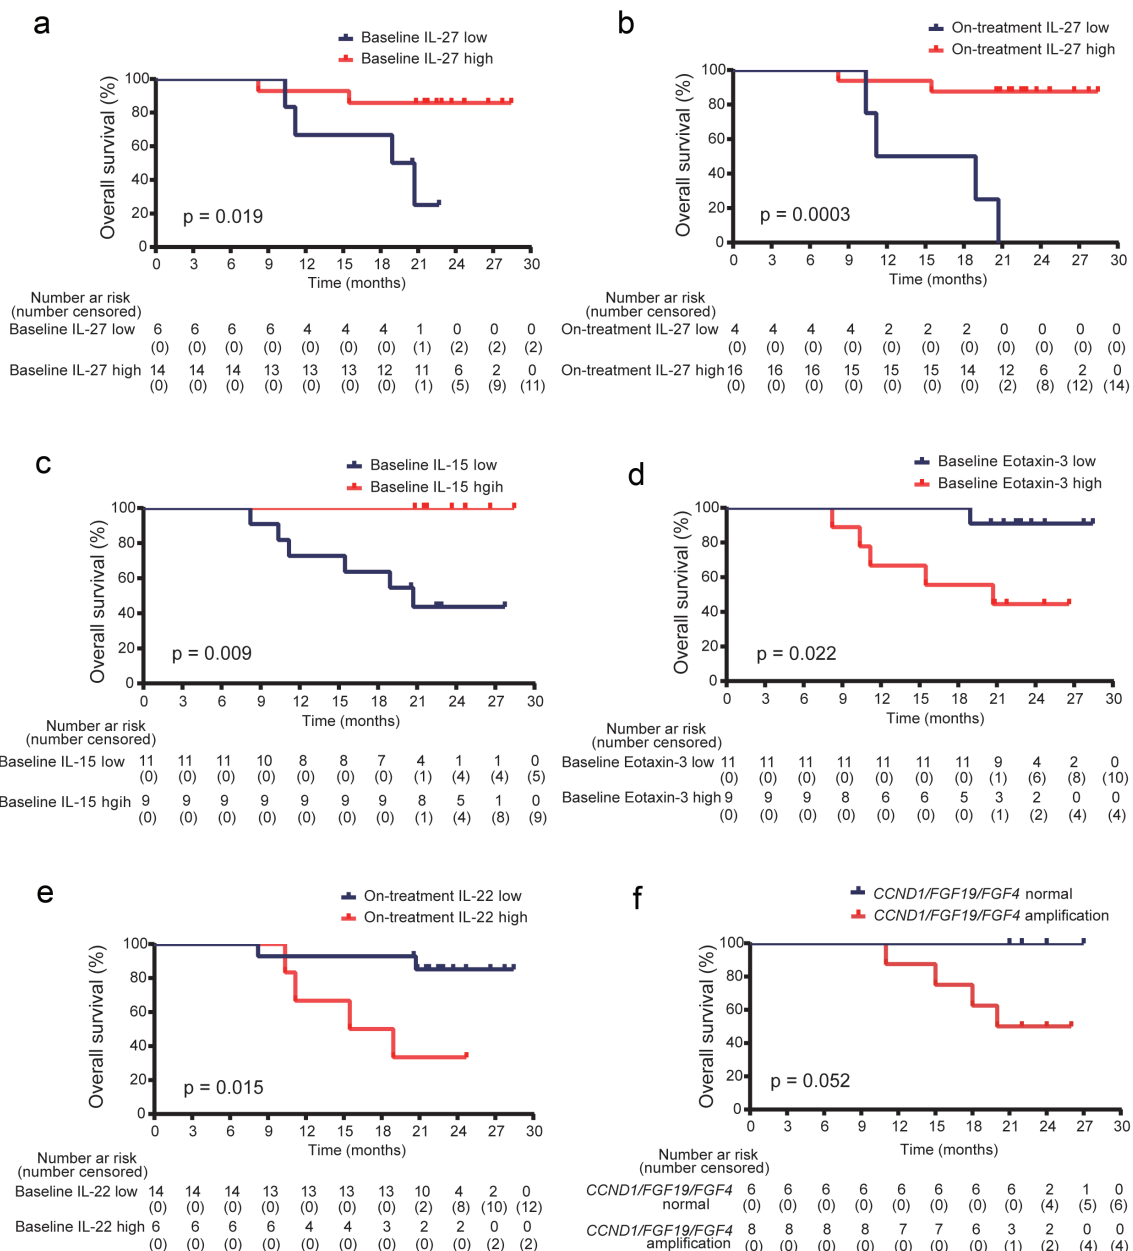 a
Baseline IL-27 low
Baseline IL-27 high
Overall survival (%)
100
80
60
40
20
0
p = 0.019
0 3 6 9 12 15 18 21 24 27 30
Time (months)
Number ar risk
(number censored)
Baseline IL-27 low 6 6 6 6 4 4 4 1 0 0 0
(0) (0) (0) (0) (0) (0) (0) (1) (2) (2) (2)
Baseline IL-27 high 14 14 14 13 13 13 12 11 6 2 0
(0) (0) (0) (0) (0) (0) (0) (1) (5) (9) (11)
b
On-treatment IL-27 low
On-treatment IL-27 high
Overall survival (%)
100
80
60
40
20
0
p = 0.0003
0 3 6 9 12 15 18 21 24 27 30
Time (months)
Number ar risk
(number censored)
On-treatment IL-27 low 4 4 4 4 2 2 2 0 0 0 0
(0) (0) (0) (0) (0) (0) (0) (0) (0) (0) (0)
On-treatment IL-27 high 16 16 16 15 15 15 14 12 6 2 0
(0) (0) (0) (0) (0) (0) (0) (2) (8) (12) (14)
c
Baseline IL-15 low
Baseline IL-15 hgih
Overall survival (%)
100
80
60
40
20
0
p = 0.009
0 3 6 9 12 15 18 21 24 27 30
Time (months)
Number ar risk
(number censored)
Baseline IL-15 low 11 11 11 10 8 8 7 4 1 1 0
(0) (0) (0) (0) (0) (0) (0) (1) (4) (4) (5)
Baseline IL-15 hgih 9 9 9 9 9 9 9 8 5 1 0
(0) (0) (0) (0) (0) (0) (0) (1) (4) (8) (9)
d
Baseline Eotaxin-3 low
Baseline Eotaxin-3 high
Overall survival (%)
100
80
60
40
20
0
p = 0.022
0 3 6 9 12 15 18 21 24 27 30
Time (months)
Number ar risk
(number censored)
Baseline Eotaxin-3 low 11 11 11 11 11 11 11 9 4 2 0
(0) (0) (0) (0) (0) (0) (0) (1) (6) (8) (10)
Baseline Eotaxin-3 high 9 9 9 8 6 6 5 3 2 0 0
(0) (0) (0) (0) (0) (0) (0) (1) (2) (4) (4)
e
On-treatment IL-22 low
On-treatment IL-22 high
Overall survival (%)
100
80
60
40
20
0
p = 0.015
0 3 6 9 12 15 18 21 24 27 30
Time (months)
Number ar risk
(number censored)
Baseline IL-22 low 14 14 14 13 13 13 13 10 4 2 0
(0) (0) (0) (0) (0) (0) (0) (2) (8) (10) (12)
Baseline IL-22 high 6 6 6 6 4 4 3 2 2 0 0
(0) (0) (0) (0) (0) (0) (0) (0) (0) (2) (2)
f
CCND1/FGF19/FGF4 normal
CCND1/FGF19/FGF4 amplification
Overall survival (%)
100
80
60
40
20
0
p = 0.052
0 3 6 9 12 15 18 21 24 27 30
Time (months)
Number ar risk
(number censored)
CCND1/FGF19/FGF4 6 6 6 6 6 6 6 6 2 1 0
normal (0) (0) (0) (0) (0) (0) (0) (0) (4) (5) (6)
CCND1/FGF19/FGF4 8 8 8 8 7 7 6 3 2 0 0
amplification (0) (0) (0) (0) (0) (0) (0) (1) (2) (4) (4)